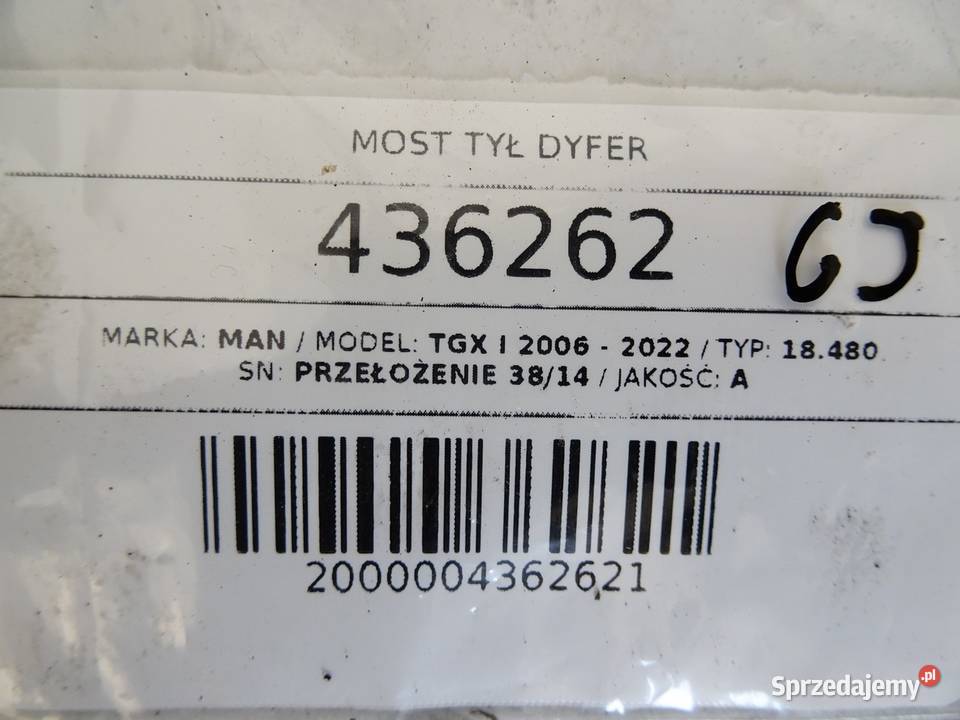 MOST TYŁ DYFER
436262 GJ
MARKA: MAN / MODEL: TGX I 2006 - 2022 / TYP: 18.480
SN: PRZEŁOŻENIE 38/14 / JAKOŚĆ: A
2000004362621
Sprzedajemy.pl